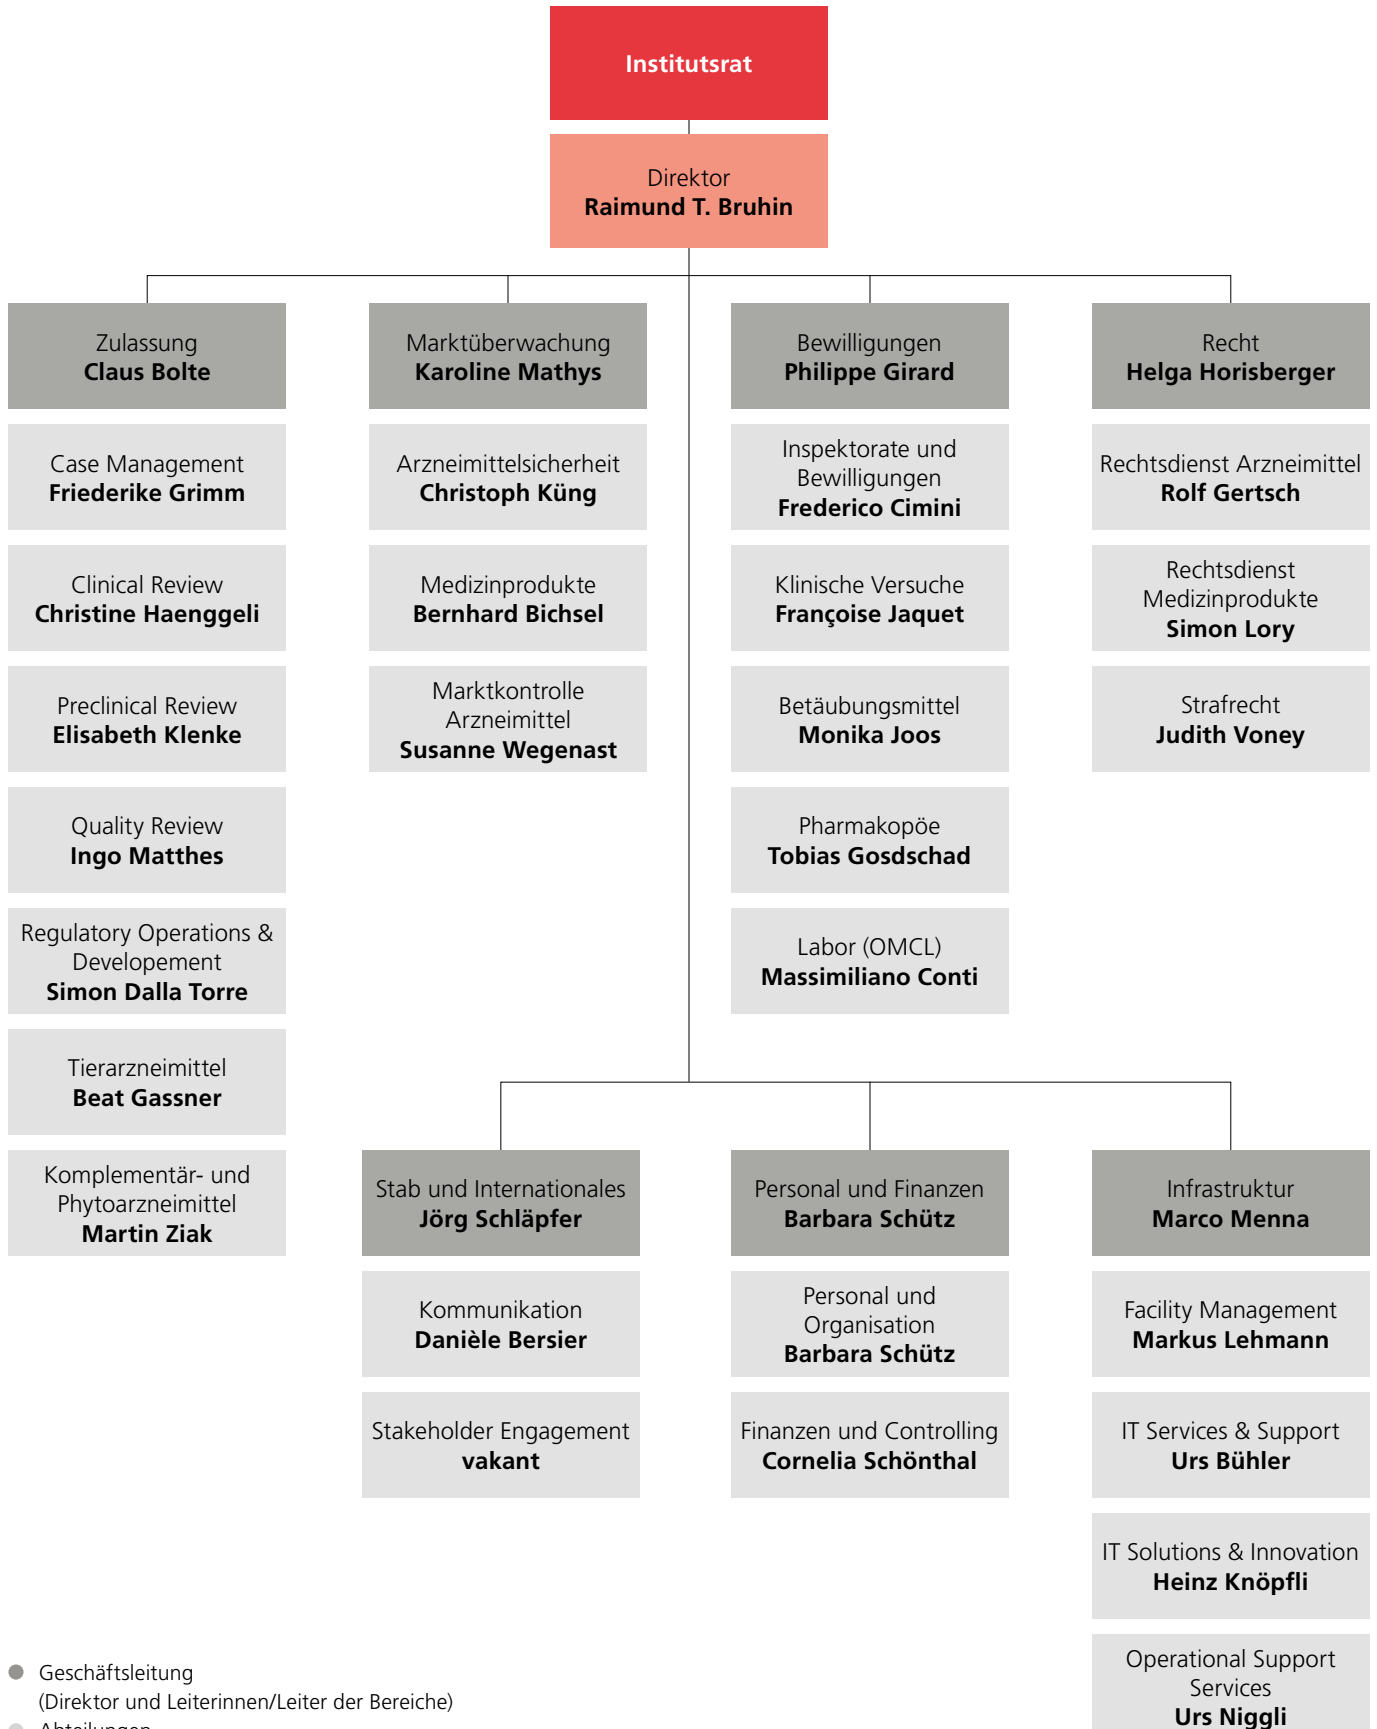 Institutsrat
Direktor
Raimund T. Bruhin
Zulassung
Claus Bolte
Case Management
Friederike Grimm
Clinical Review
Christine Haenggeli
Preclinical Review
Elisabeth Klenke
Quality Review
Ingo Matthes
Regulatory Operations &
Developement
Simon Dalla Torre
Tierarzneimittel
Beat Gassner
Komplementär- und
Phytoarzneimittel
Martin Ziak
Marktüberwachung
Karoline Mathys
Arzneimittelsicherheit
Christoph Küng
Medizinprodukte
Bernhard Bichsel
Marktkontrolle
Arzneimittel
Susanne Wegenast
Bewilligungen
Philippe Girard
Inspektorate und
Bewilligungen
Frederico Cimini
Klinische Versuche
Françoise Jaquet
Betäubungsmittel
Monika Joos
Pharmakopöe
Tobias Gosdschad
Labor (OMCL)
Massimiliano Conti
Recht
Helga Horisberger
Rechtsdienst Arzneimittel
Rolf Gertsch
Rechtsdienst
Medizinprodukte
Simon Lory
Strafrecht
Judith Voney
Stab und Internationales
Jörg Schläpfer
Kommunikation
Danièle Bersier
Stakeholder Engagement
vakant
Personal und Finanzen
Barbara Schütz
Personal und
Organisation
Barbara Schütz
Finanzen und Controlling
Cornelia Schönthal
Infrastruktur
Marco Menna
Facility Management
Markus Lehmann
IT Services & Support
Urs Bühler
IT Solutions & Innovation
Heinz Knöpfli
Operational Support
Services
Urs Niggli
Geschäftsleitung
(Direktor und Leiterinnen/Leiter der Bereiche)
Abteilungen